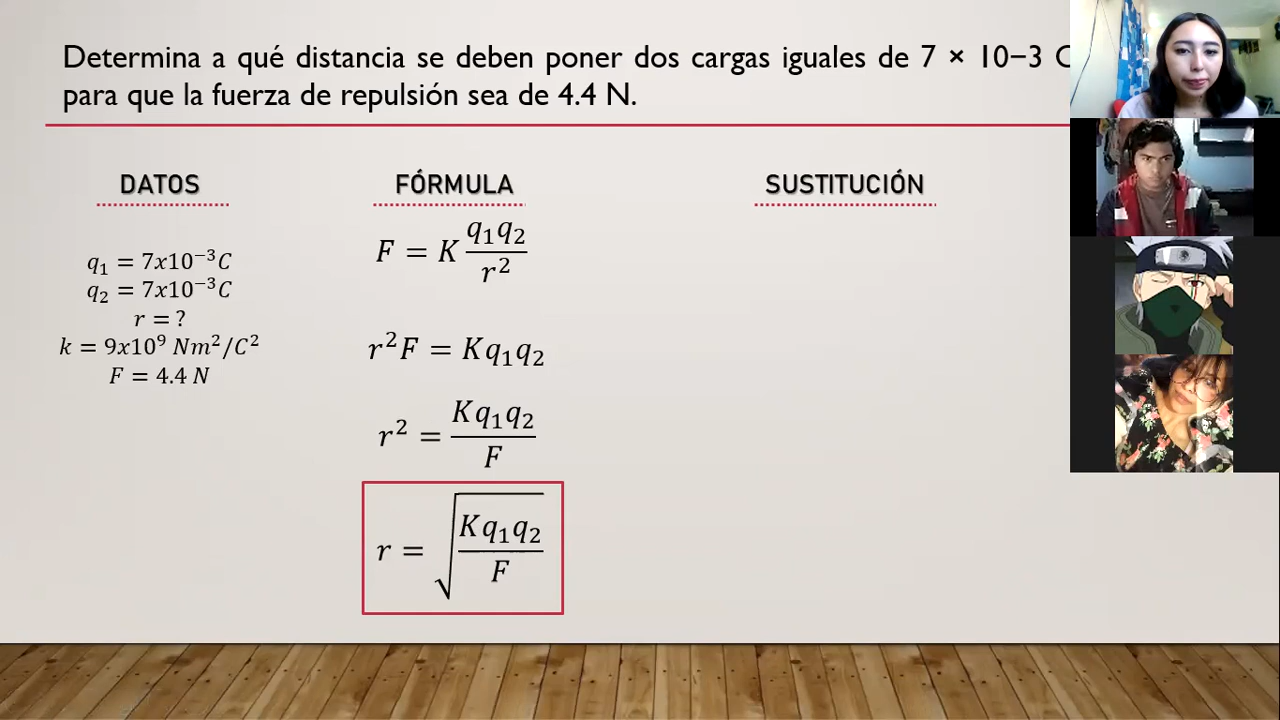 Determina a qué distancia se deben poner dos cargas iguales de 7 × 10−3 C
para que la fuerza de repulsión sea de 4.4 N.
DATOS
q₁ = 7x10⁻³C
q₂ = 7x10⁻³C
r = ?
k = 9x10⁹ Nm²/C²
F = 4.4 N
FÓRMULA
F = K q₁q₂/r²
r²F = Kq₁q₂
r² = Kq₁q₂/F
r = √(Kq₁q₂/F)
SUSTITUCIÓN